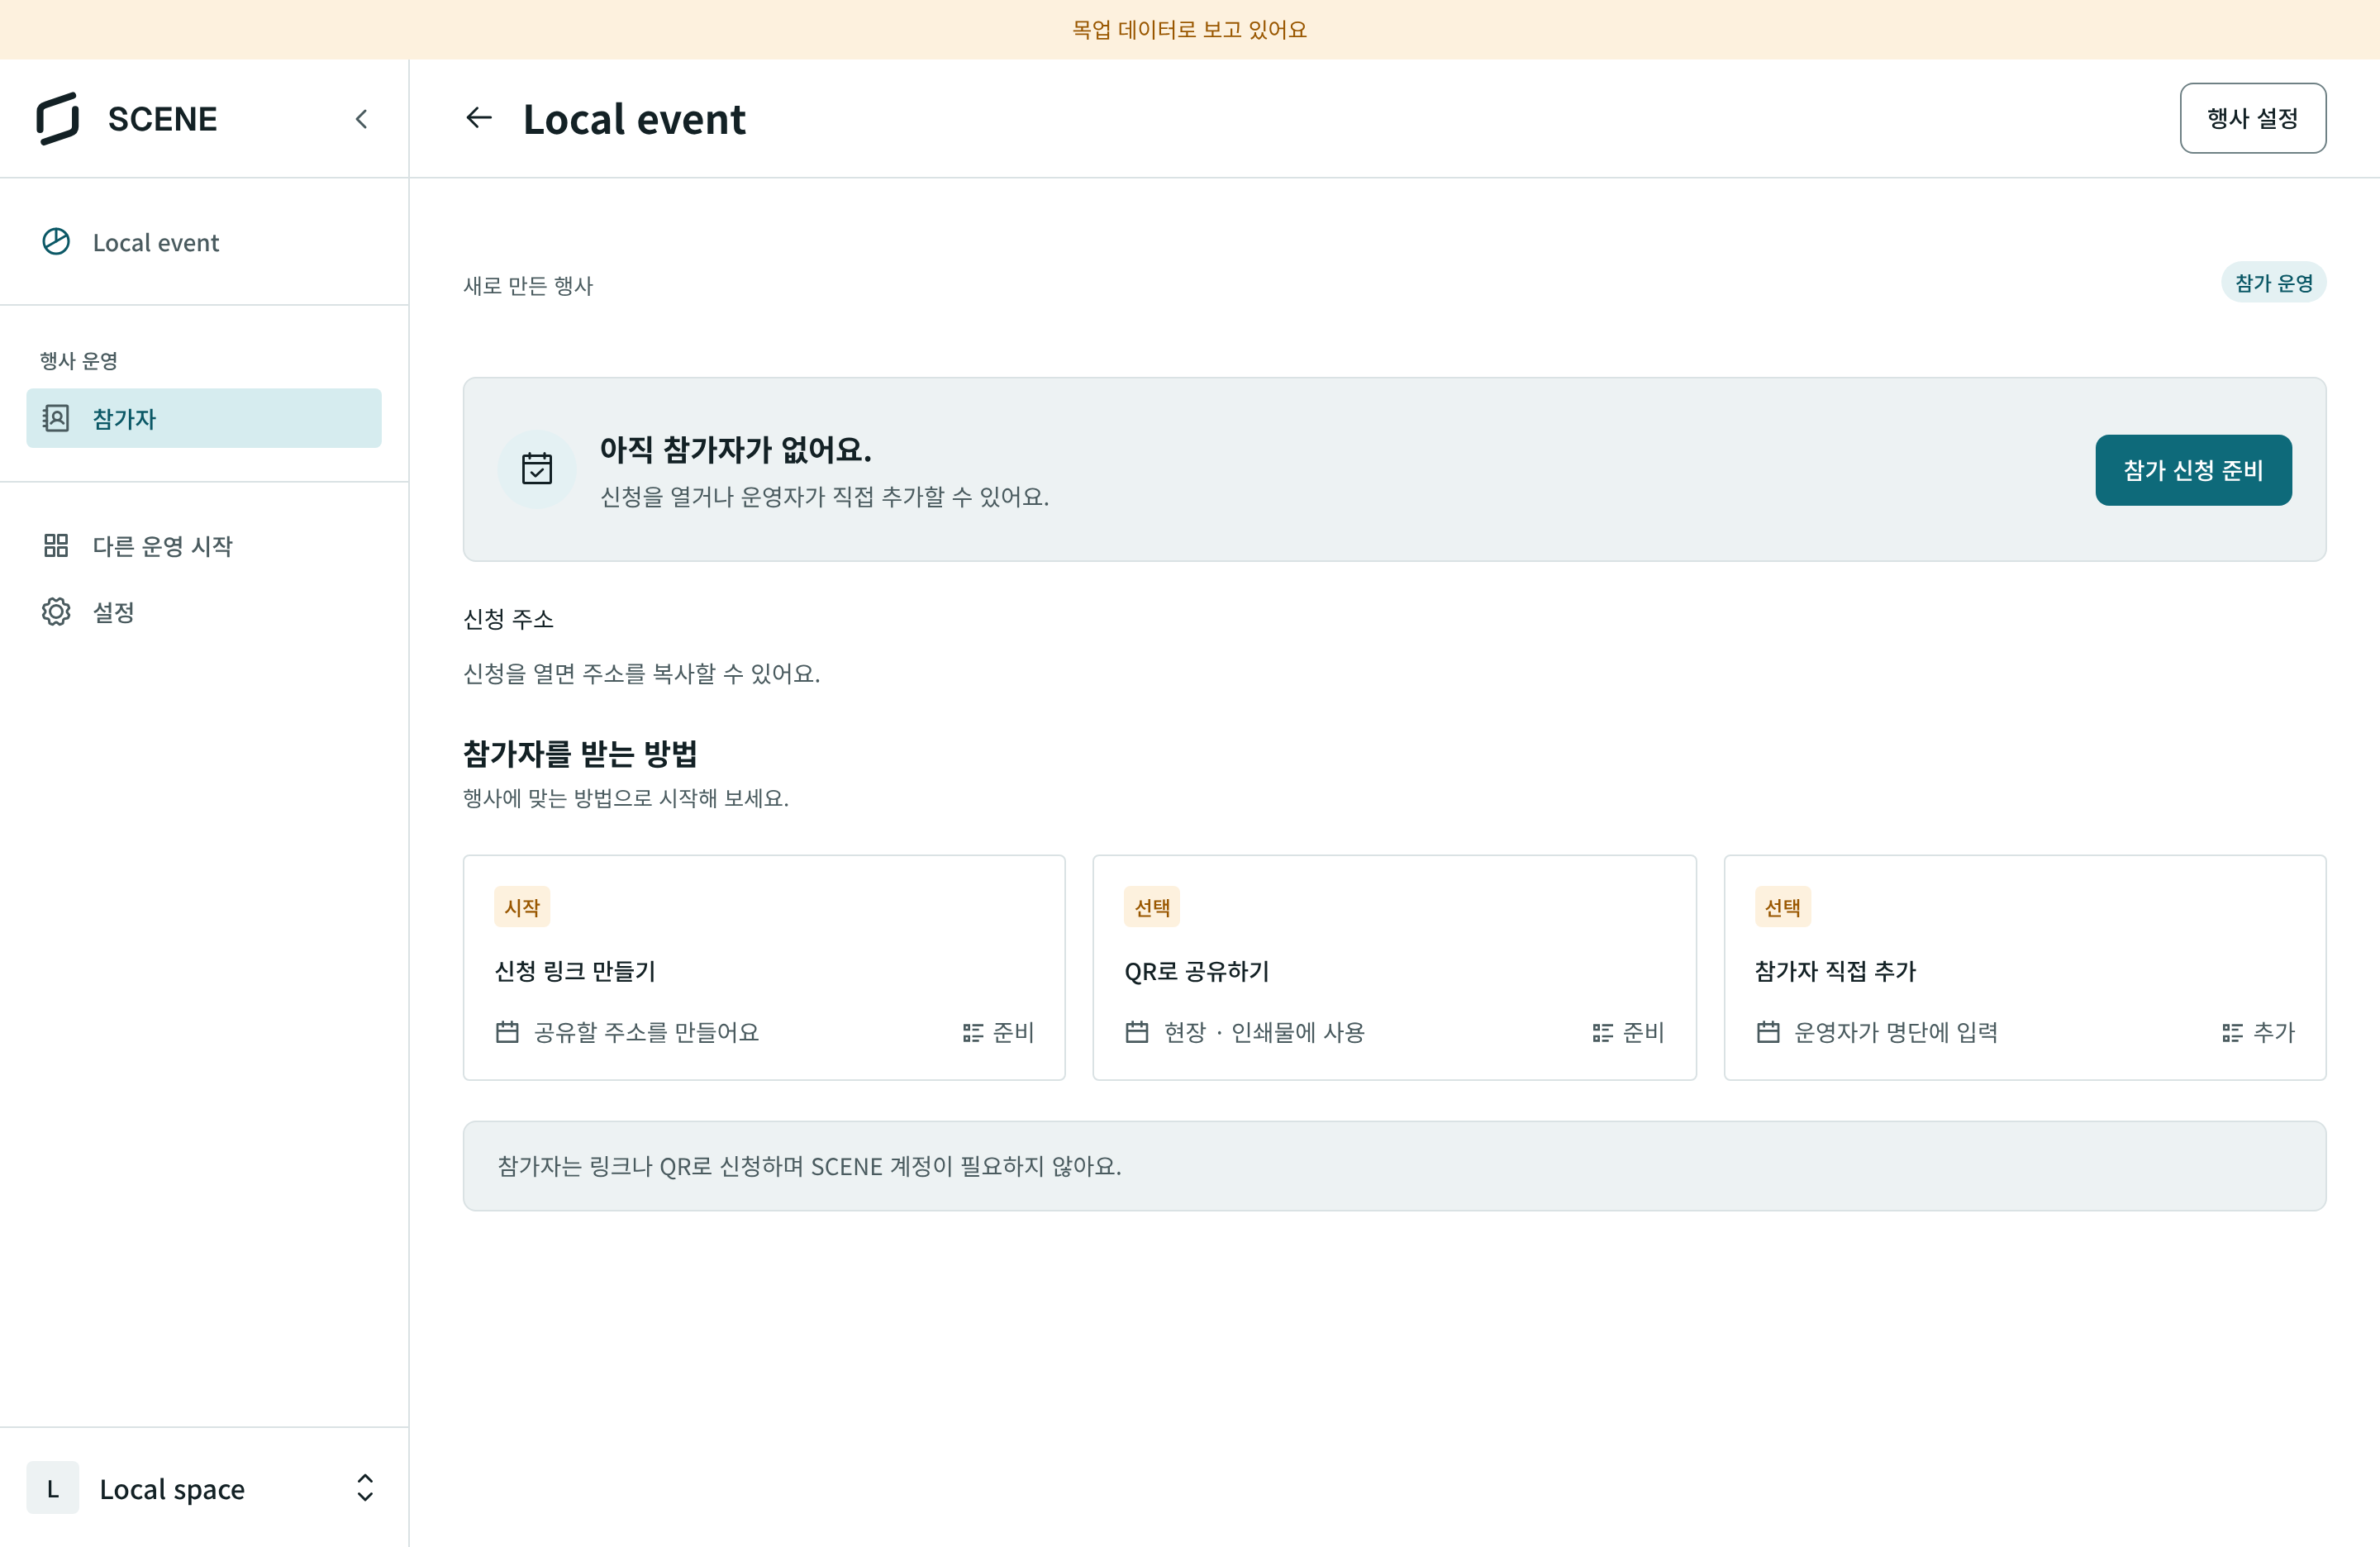 목업 데이터로 보고 있어요
SCENE
Local event
행사 설정
Local event
행사 운영
참가자
다른 운영 시작
설정
새로 만든 행사
참가 운영
아직 참가자가 없어요.
신청을 열거나 운영자가 직접 추가할 수 있어요.
참가 신청 준비
신청 주소
신청을 열면 주소를 복사할 수 있어요.
참가자를 받는 방법
행사에 맞는 방법으로 시작해 보세요.
시작
신청 링크 만들기
공유할 주소를 만들어요
준비
선택
QR로 공유하기
현장 · 인쇄물에 사용
준비
선택
참가자 직접 추가
운영자가 명단에 입력
추가
참가자는 링크나 QR로 신청하며 SCENE 계정이 필요하지 않아요.
L
Local space